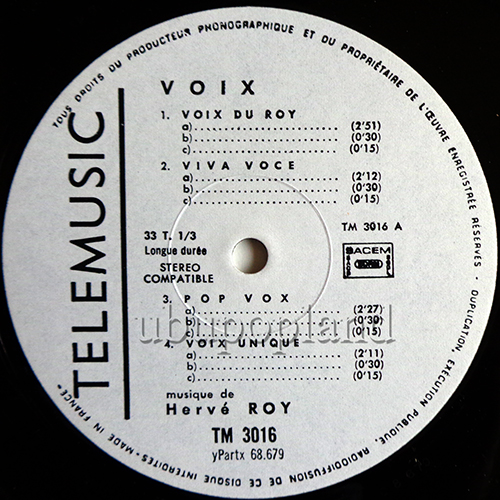 TOUS DROITS DU PRODUCTEUR PHONOGRAPHIQUE ET DU PROPRIÉTAIRE DE L'ŒUVRE ENREGISTRÉE RÉSERVÉS - DUPLICATION, EXÉCUTION PUBLIQUE, RADIODIFFUSION DE CE DISQUE INTERDITES - MADE IN FRANCE
TELEMUSIC
VOIX
1. VOIX DU ROY
a) ........................ (2'51)
b) ........................ (0'30)
c) ........................ (0'15)
2. VIVA VOCE
a) ........................ (2'12)
b) ........................ (0'30)
c) ........................ (0'15)
33 T. 1/3
Longue durée
STEREO
COMPATIBLE
TM 3016 A
SACEM
3. POP VOX
a) ........................ (2'27)
b) ........................ (0'30)
c) ........................ (0'15)
ubupopland
4. VOIX UNIQUE
a) ........................ (2'11)
b) ........................ (0'30)
c) ........................ (0'15)
musique de
Hervé ROY
TM 3016
yPartx 68.679